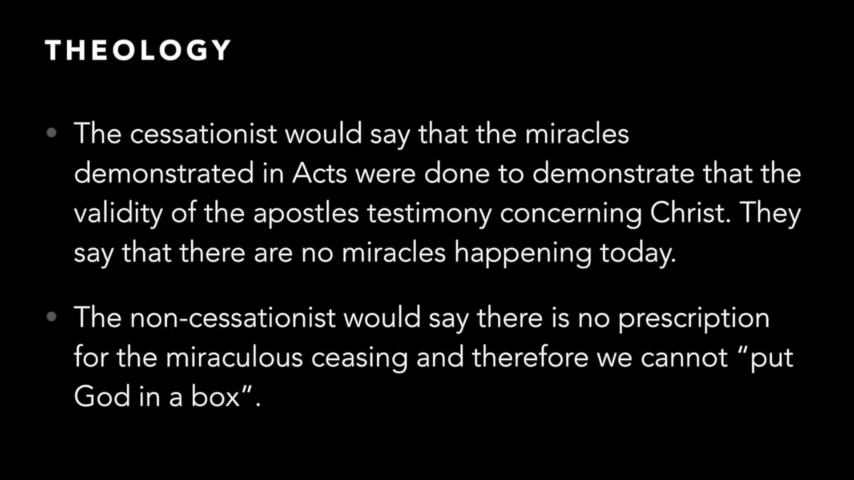 THEOLOGY
• The cessationist would say that the miracles
demonstrated in Acts were done to demonstrate that the
validity of the apostles testimony concerning Christ. They
say that there are no miracles happening today.
• The non-cessationist would say there is no prescription
for the miraculous ceasing and therefore we cannot “put
God in a box”.